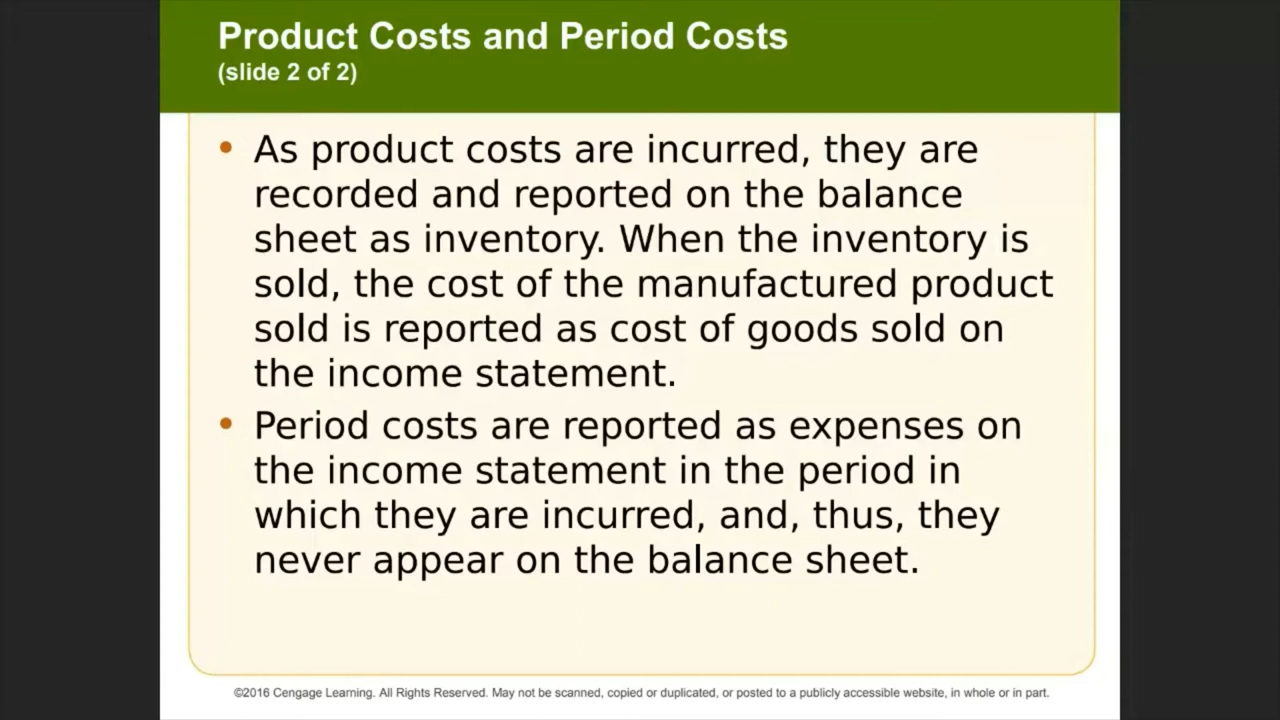 Product Costs and Period Costs
(slide 2 of 2)
• As product costs are incurred, they are
recorded and reported on the balance
sheet as inventory. When the inventory is
sold, the cost of the manufactured product
sold is reported as cost of goods sold on
the income statement.
• Period costs are reported as expenses on
the income statement in the period in
which they are incurred, and, thus, they
never appear on the balance sheet.
©2016 Cengage Learning. All Rights Reserved. May not be scanned, copied or duplicated, or posted to a publicly accessible website, in whole or in part.